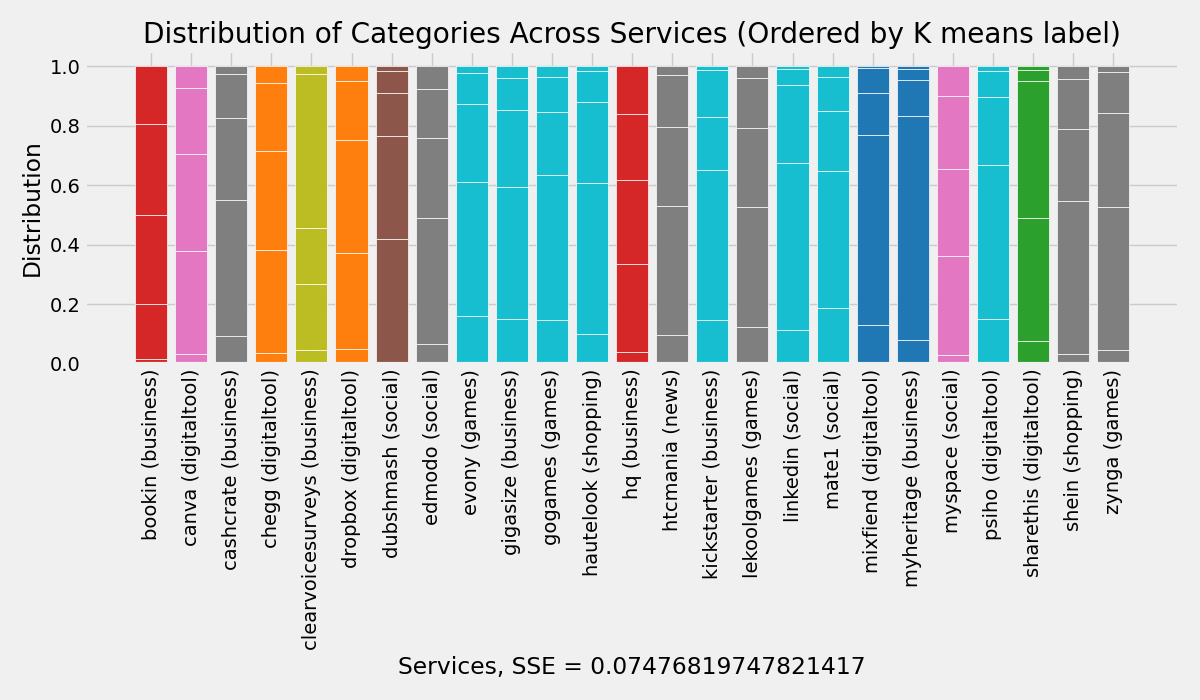 Distribution of Categories Across Services (Ordered by K means label)
Distribution
1.0
0.8
0.6
0.4
0.2
0.0
bookin (business)
canva (digitaltool)
cashcrate (business)
chegg (digitaltool)
clearvoicesurveys (business)
dropbox (digitaltool)
dubshmash (social)
edmodo (social)
evony (games)
gigasize (business)
gogames (games)
hautelook (shopping)
hq (business)
htcmania (news)
kickstarter (business)
lekoolgames (games)
linkedin (social)
mate1 (social)
mixfiend (digitaltool)
myheritage (business)
myspace (social)
psiho (digitaltool)
sharethis (digitaltool)
shein (shopping)
zynga (games)
Services, SSE = 0.07476819747821417